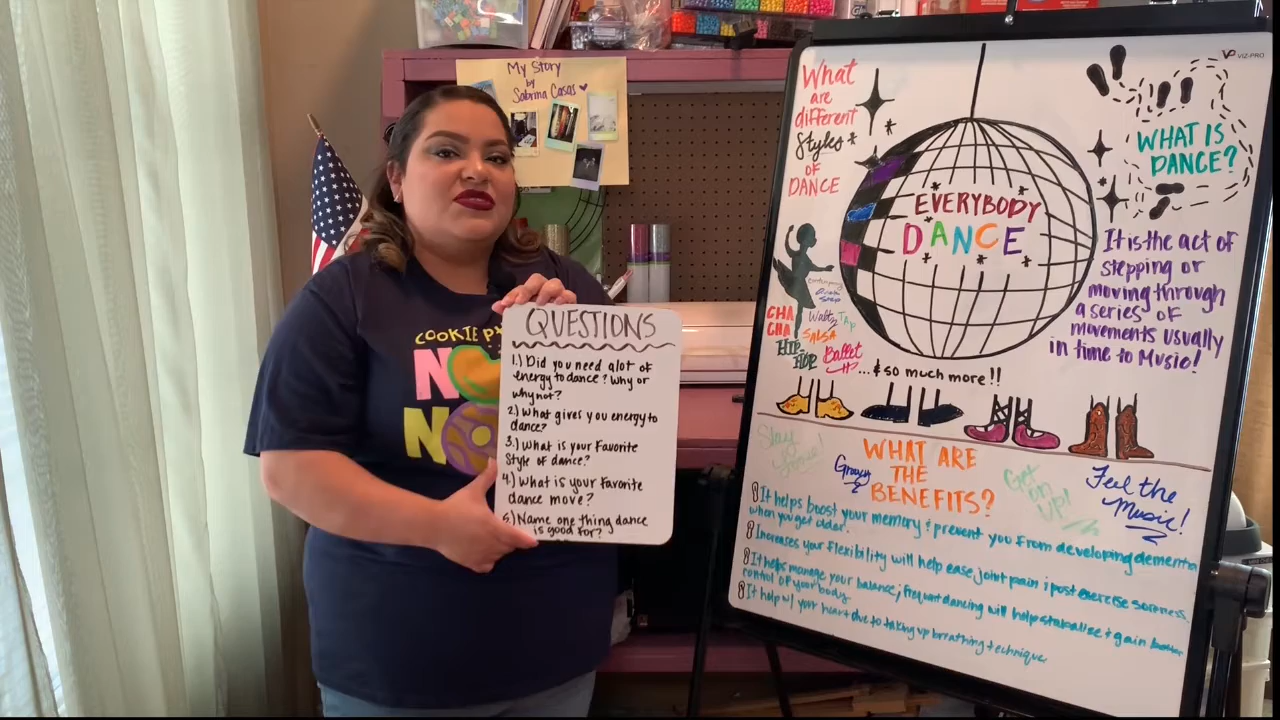 My Story
by
Sabrina Casas
COOKIE
N
N
QUESTIONS
1.) Did you need alot of
energy to dance? Why or
why not?
2.) What gives you energy to
dance?
3.) What is your Favorite
Style of dance?
4.) What is your favorite
dance move?
5.) Name one thing dance
is good for?
VIZ-PRO
What
are
different
Styles
OF
DANCE
WHAT IS
DANCE?
EVERYBODY
DANCE
It is the act of
stepping or
moving through
a series of
movements usually
in time to Music!
contemporary
CHA
CHA
Waltz
TAP
SALSA
HIP-
HOP
Ballet
...& so much more!!
WHAT ARE
THE
BENEFITS?
Groovy
Get
on
up!
Feel the
Music!
It helps boost your memory & prevent you from developing dementia
when you get older.
Increases your flexibility will help ease joint pain & post exercise soreness
It helps manage your balance; frequent dancing will help stabalize & gain better
control of your body
It help w/ your heart due to taking up breathing techniques